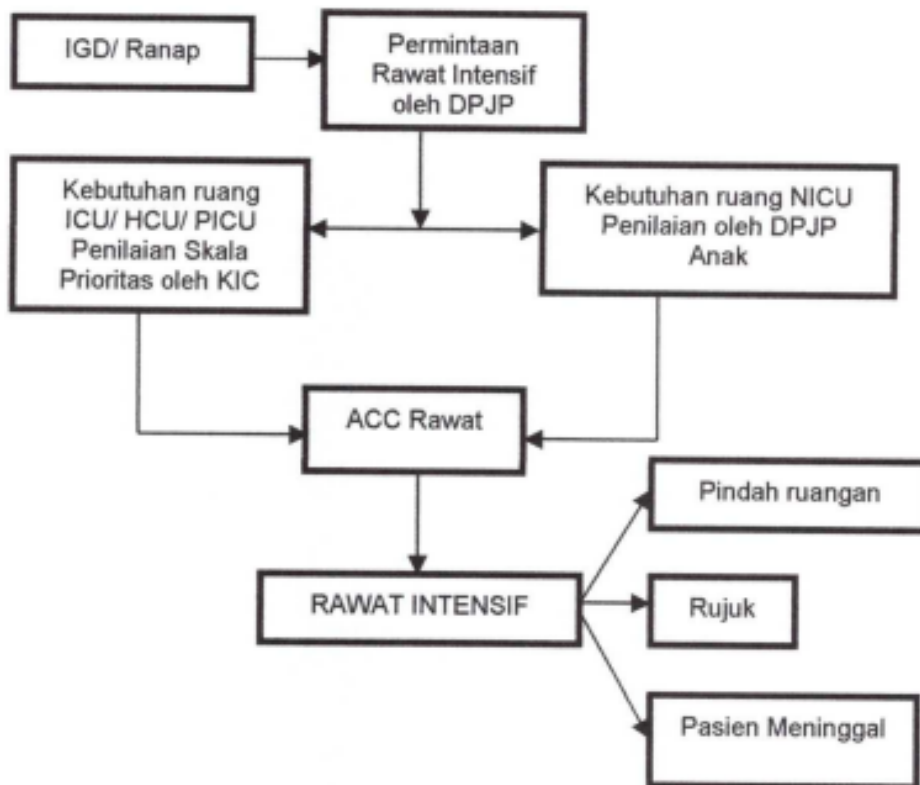 IGD/ Ranap
Permintaan
Rawat Intensif
oleh DPJP
Kebutuhan ruang
ICU/ HCU/ PICU
Penilaian Skala
Prioritas oleh KIC
Kebutuhan ruang NICU
Penilaian oleh DPJP
Anak
ACC Rawat
RAWAT INTENSIF
Pindah ruangan
Rujuk
Pasien Meninggal